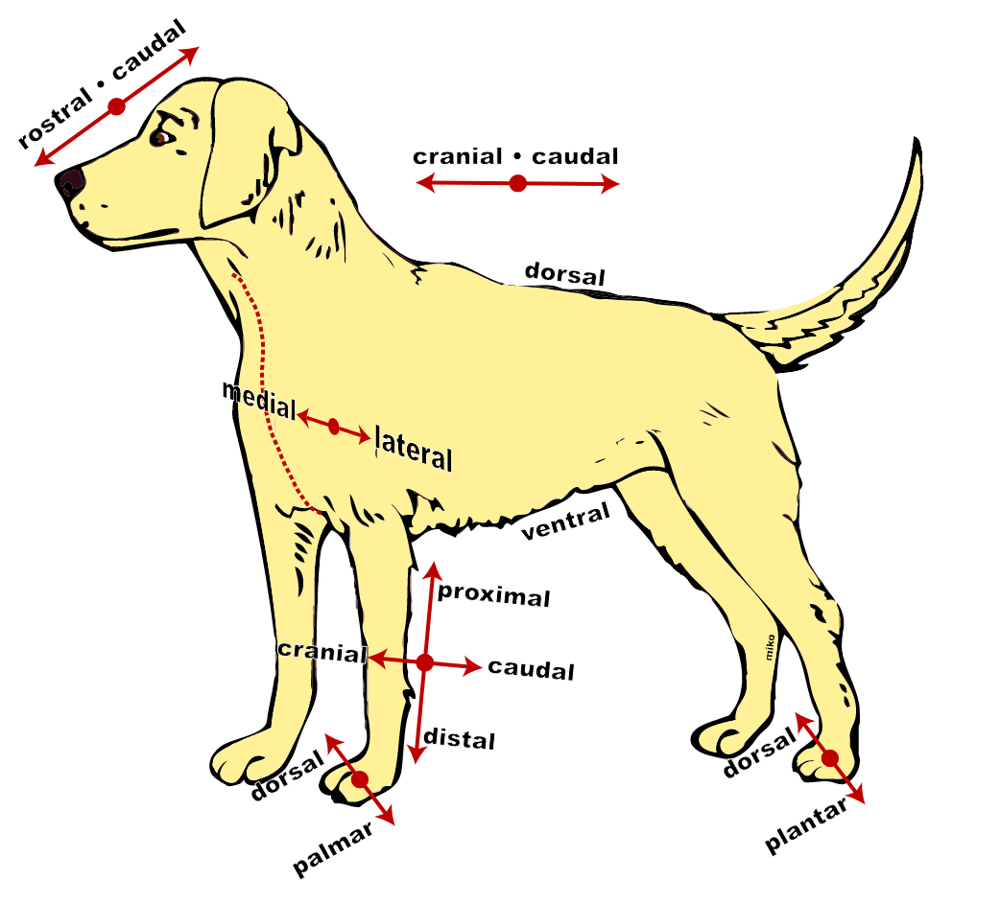 rostral • caudal
cranial • caudal
dorsal
medial
lateral
ventral
proximal
cranial
caudal
distal
miko
dorsal
palmar
dorsal
plantar